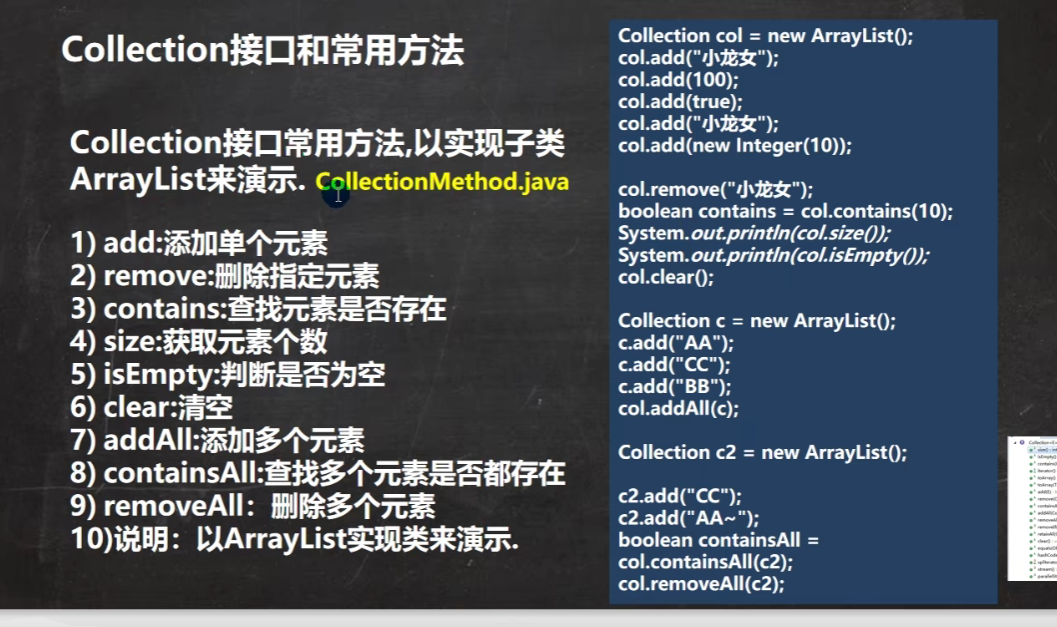 Collection接口和常用方法
Collection接口常用方法,以实现子类
ArrayList来演示. CollectionMethod.java
1) add:添加单个元素
2) remove:删除指定元素
3) contains:查找元素是否存在
4) size:获取元素个数
5) isEmpty:判断是否为空
6) clear:清空
7) addAll:添加多个元素
8) containsAll:查找多个元素是否都存在
9) removeAll：删除多个元素
10)说明：以ArrayList实现类来演示.
Collection col = new ArrayList();
col.add("小龙女");
col.add(100);
col.add(true);
col.add("小龙女");
col.add(new Integer(10));
col.remove("小龙女");
boolean contains = col.contains(10);
System.out.println(col.size());
System.out.println(col.isEmpty());
col.clear();
Collection c = new ArrayList();
c.add("AA");
c.add("CC");
c.add("BB");
col.addAll(c);
Collection c2 = new ArrayList();
c2.add("CC");
c2.add("AA~");
boolean containsAll =
col.containsAll(c2);
col.removeAll(c2);